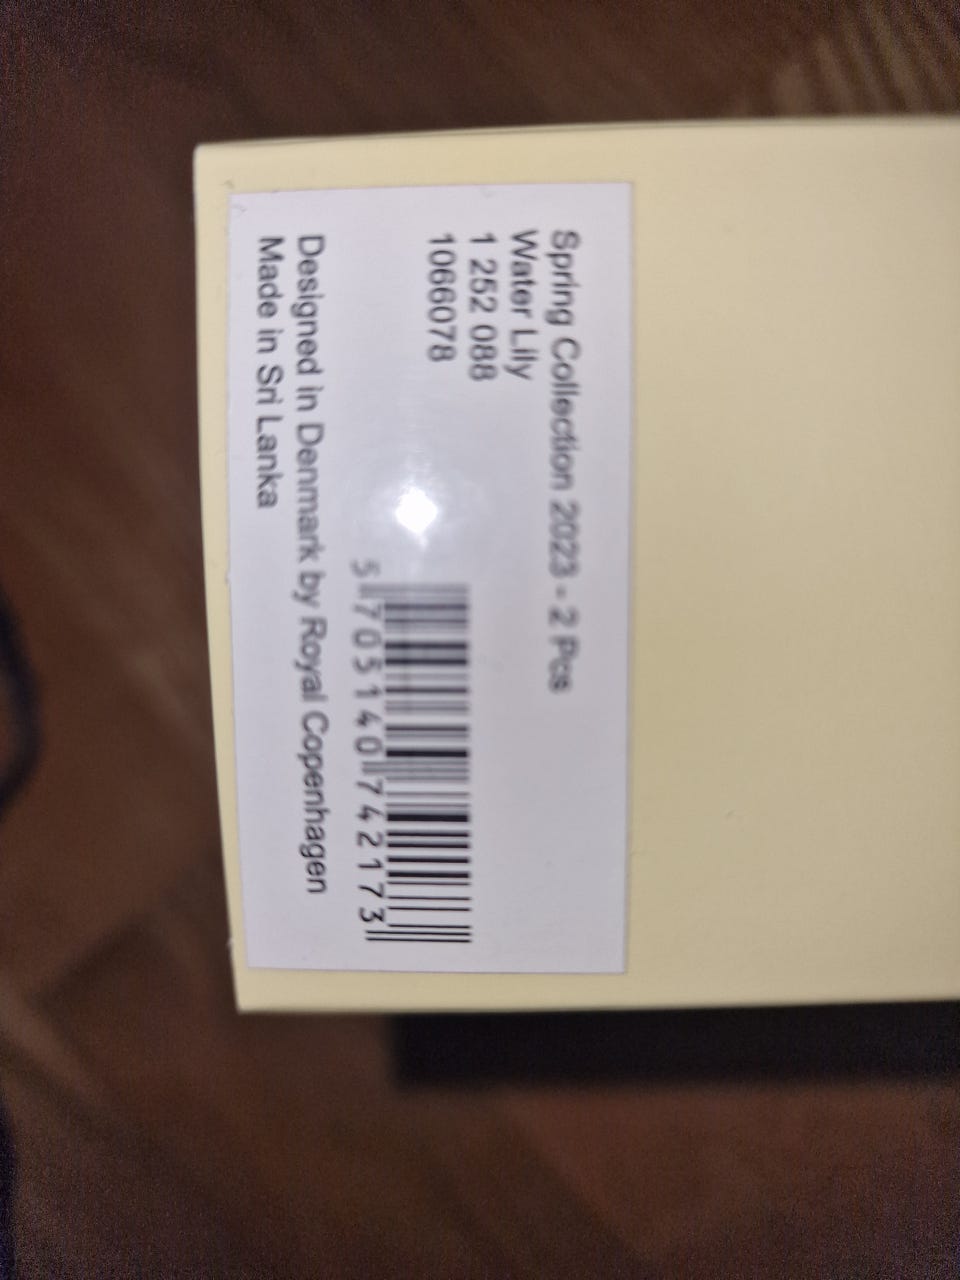 Spring Collection 2023 - 2 Pcs
Water Lily
1 252 088
1066078
5 705140 742173
Designed in Denmark by Royal Copenhagen
Made in Sri Lanka